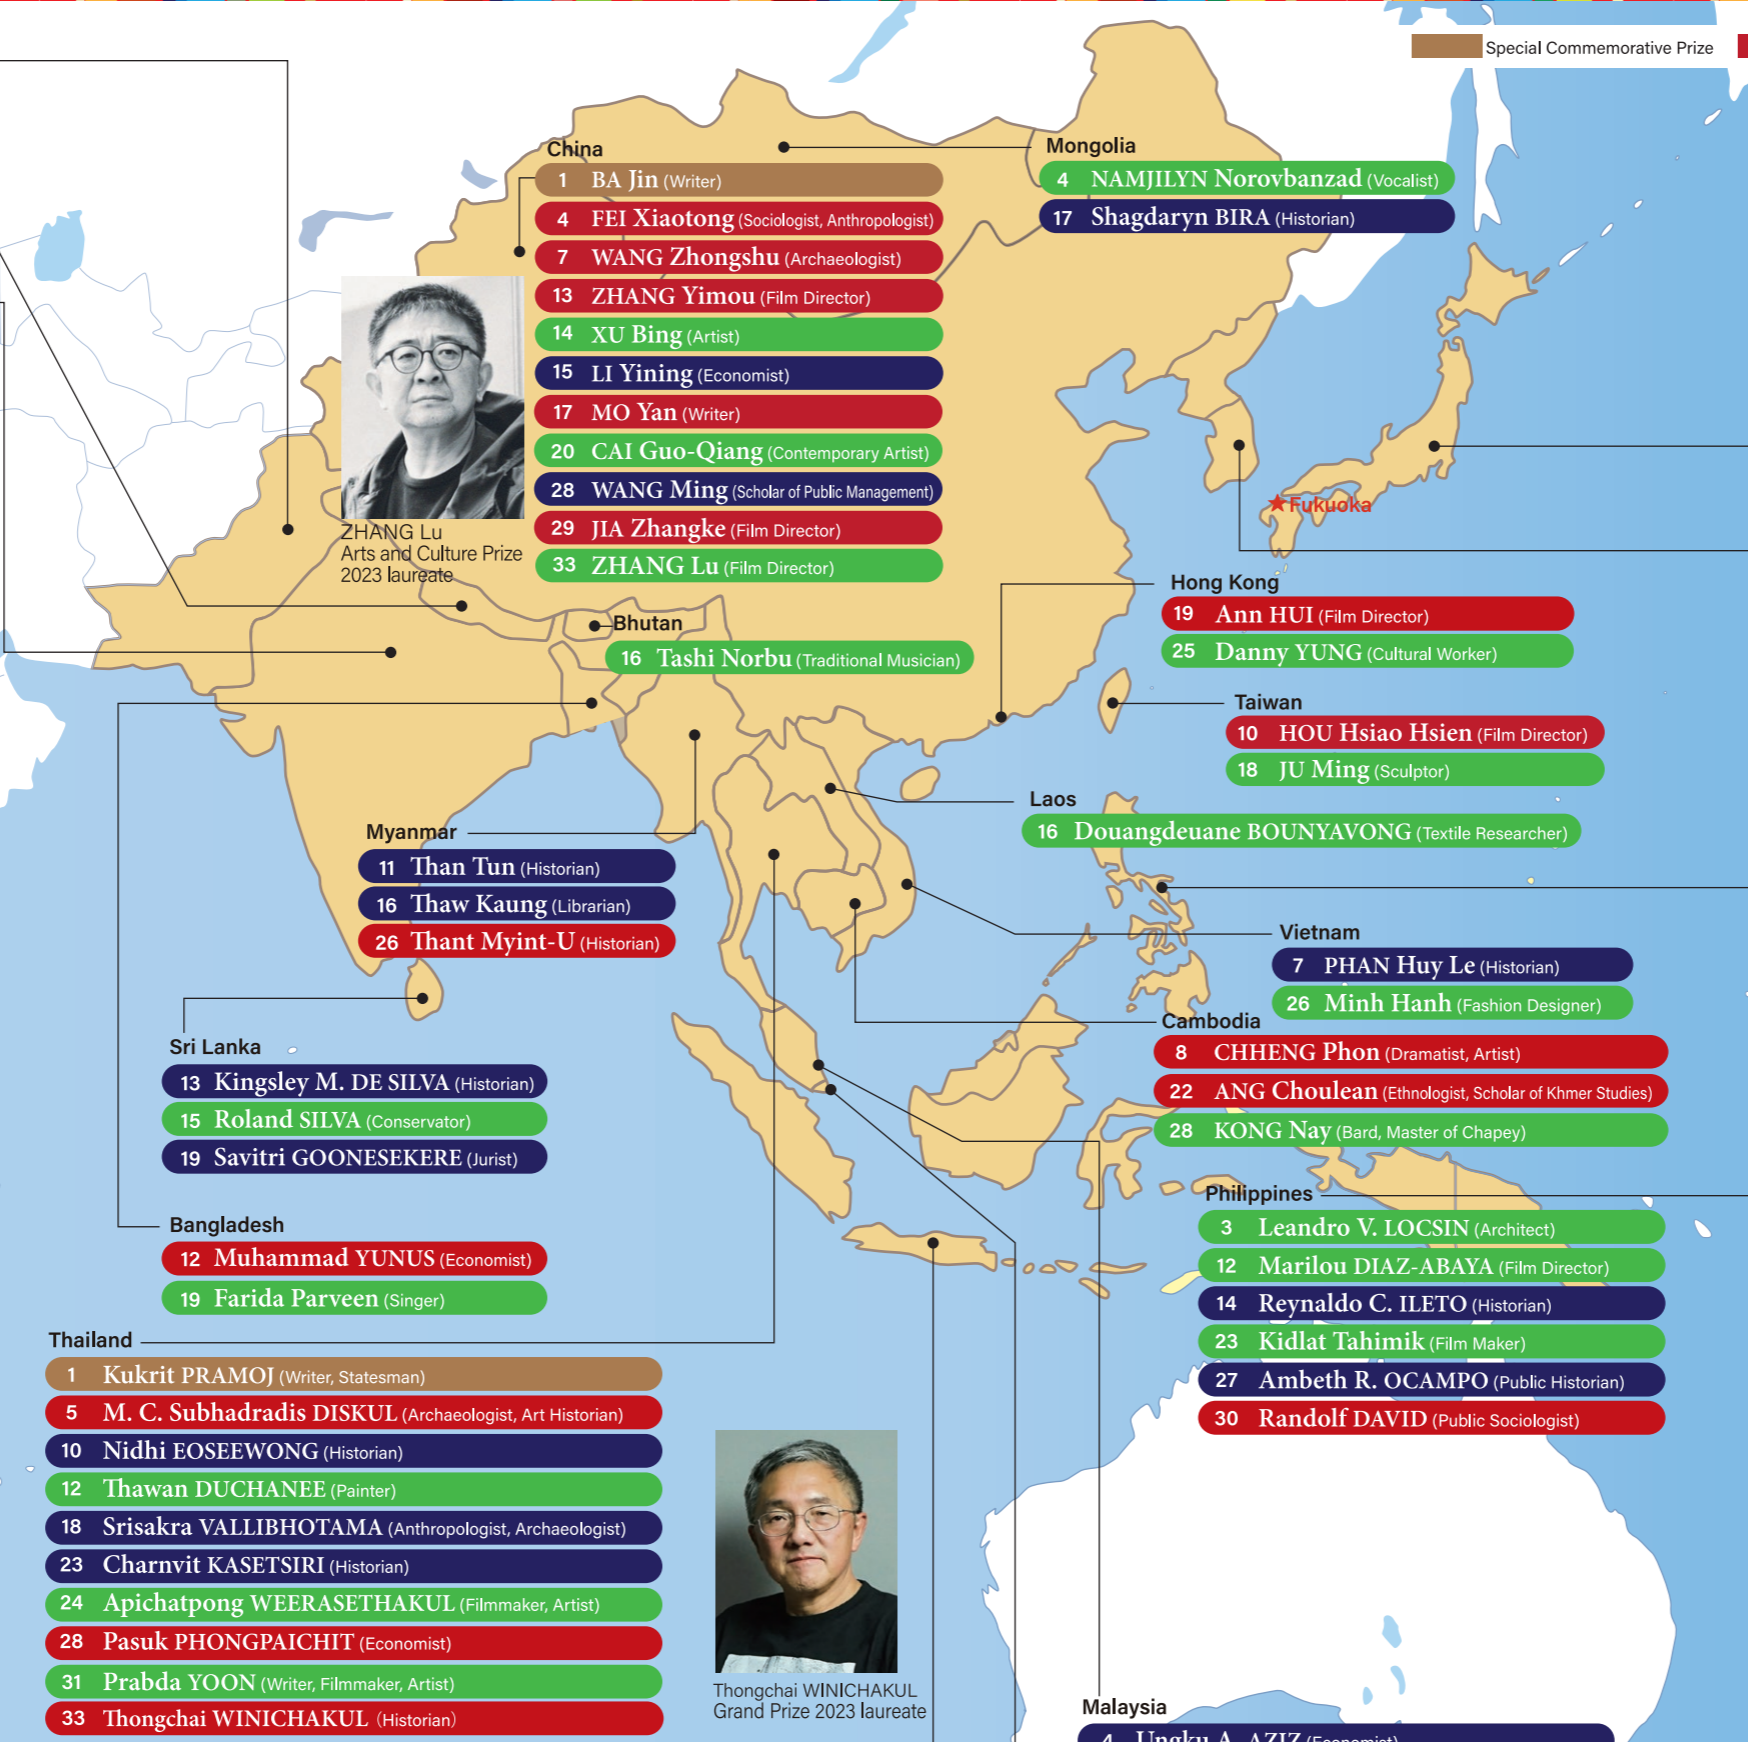 Special Commemorative Prize
China
1 BA Jin (Writer)
4 FEI Xiaotong (Sociologist, Anthropologist)
7 WANG Zhongshu (Archaeologist)
13 ZHANG Yimou (Film Director)
14 XU Bing (Artist)
15 LI Yining (Economist)
17 MO Yan (Writer)
20 CAI Guo-Qiang (Contemporary Artist)
28 WANG Ming (Scholar of Public Management)
29 JIA Zhangke (Film Director)
33 ZHANG Lu (Film Director)
ZHANG Lu
Arts and Culture Prize
2023 laureate
Mongolia
4 NAMJILYN Norovbanzad (Vocalist)
17 Shagdaryn BIRA (Historian)
Fukuoka
Bhutan
16 Tashi Norbu (Traditional Musician)
Hong Kong
19 Ann HUI (Film Director)
25 Danny YUNG (Cultural Worker)
Taiwan
10 HOU Hsiao Hsien (Film Director)
18 JU Ming (Sculptor)
Laos
16 Douangdeuane BOUNYAVONG (Textile Researcher)
Myanmar
11 Than Tun (Historian)
16 Thaw Kaung (Librarian)
26 Thant Myint-U (Historian)
Vietnam
7 PHAN Huy Le (Historian)
26 Minh Hanh (Fashion Designer)
Cambodia
8 CHHENG Phon (Dramatist, Artist)
22 ANG Choulean (Ethnologist, Scholar of Khmer Studies)
28 KONG Nay (Bard, Master of Chapey)
Sri Lanka
13 Kingsley M. DE SILVA (Historian)
15 Roland SILVA (Conservator)
19 Savitri GOONESEKERE (Jurist)
Philippines
3 Leandro V. LOCSIN (Architect)
12 Marilou DIAZ-ABAYA (Film Director)
14 Reynaldo C. ILETO (Historian)
23 Kidlat Tahimik (Film Maker)
27 Ambeth R. OCAMPO (Public Historian)
30 Randolf DAVID (Public Sociologist)
Bangladesh
12 Muhammad YUNUS (Economist)
19 Farida Parveen (Singer)
Thailand
1 Kukrit PRAMOJ (Writer, Statesman)
5 M. C. Subhadradis DISKUL (Archaeologist, Art Historian)
10 Nidhi EOSEEWONG (Historian)
12 Thawan DUCHANEE (Painter)
18 Srisakra VALLIBHOTAMA (Anthropologist, Archaeologist)
23 Charnvit KASETSIRI (Historian)
24 Apichatpong WEERASETHAKUL (Filmmaker, Artist)
28 Pasuk PHONGPAICHIT (Economist)
31 Prabda YOON (Writer, Filmmaker, Artist)
33 Thongchai WINICHAKUL (Historian)
Thongchai WINICHAKUL
Grand Prize 2023 laureate
Malaysia
4 Ungku A. AZIZ (Economist)